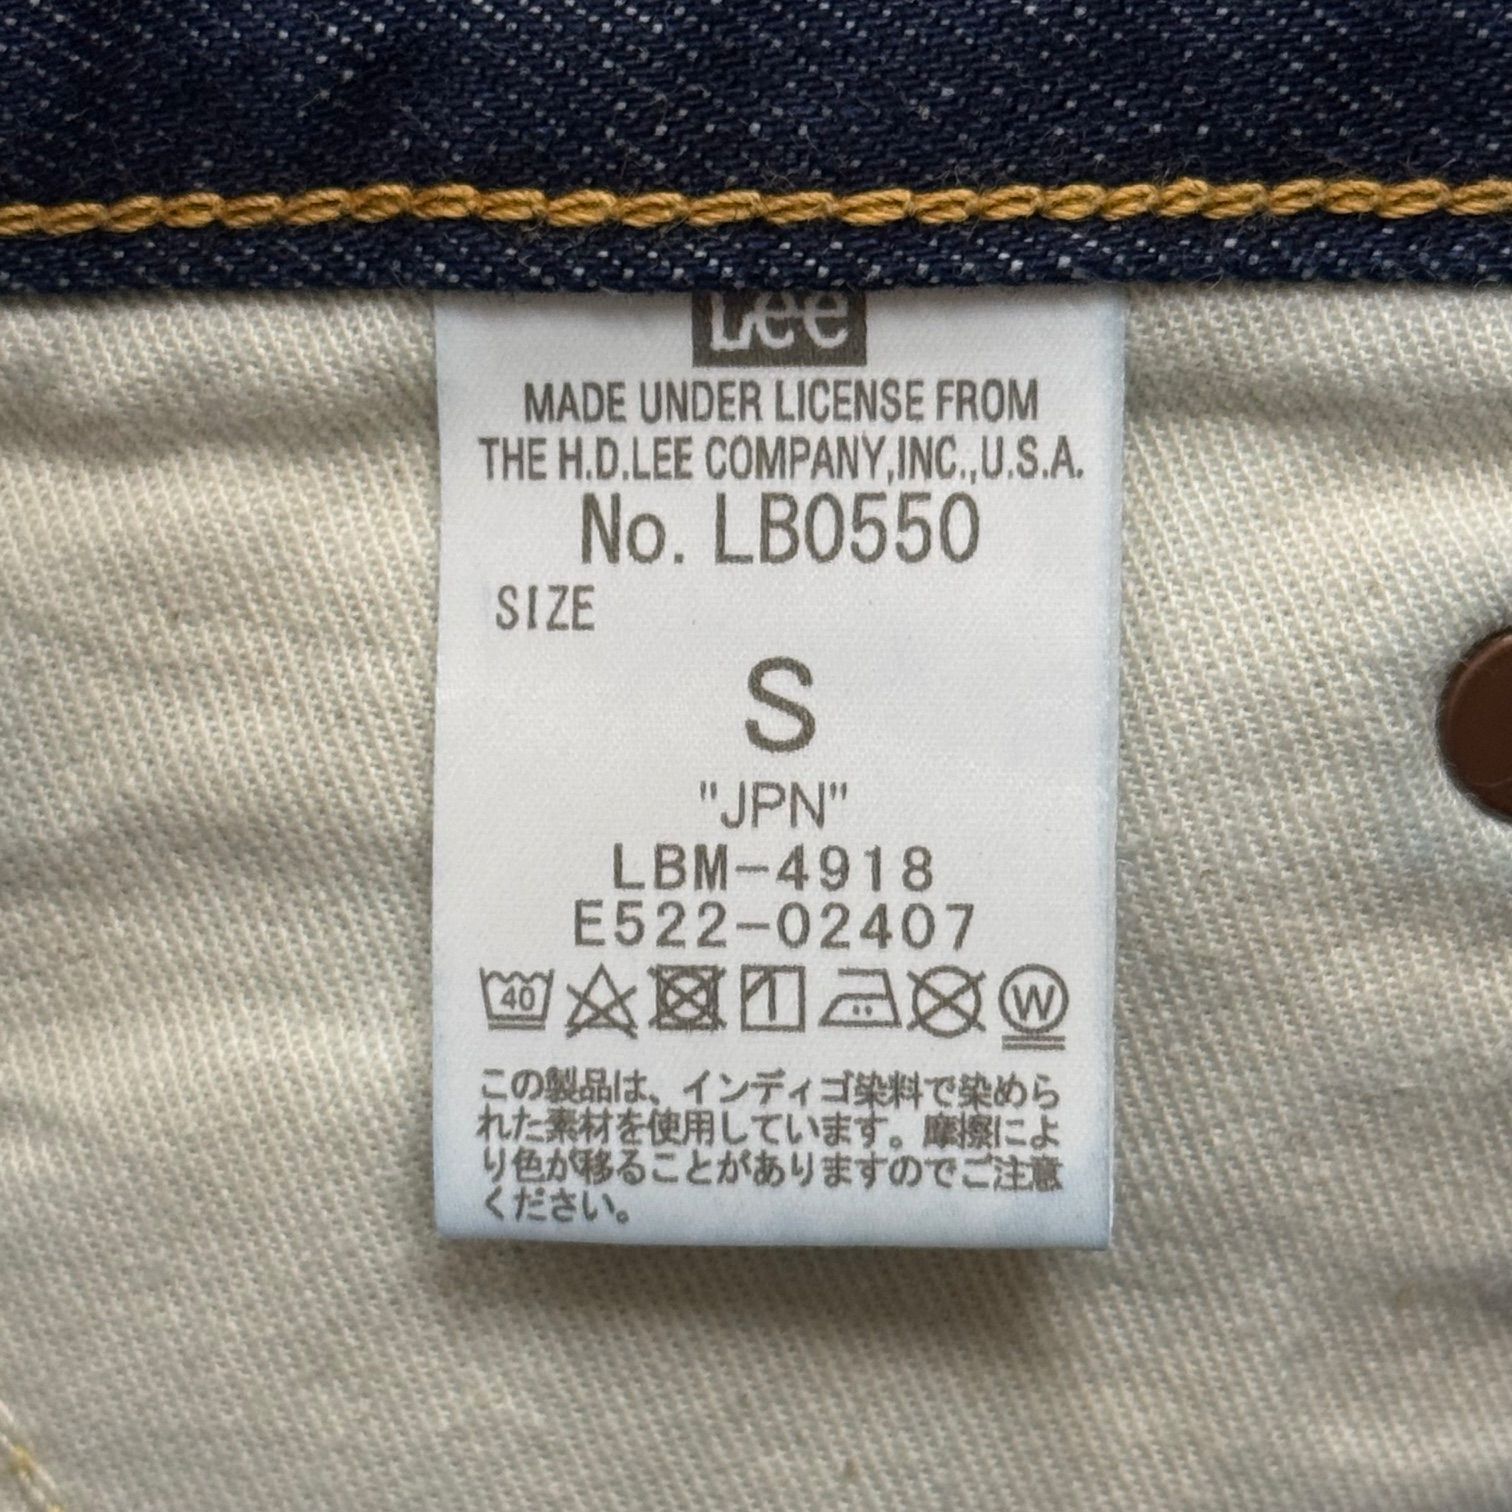 Lee
MADE UNDER LICENSE FROM
THE H.D.LEE COMPANY,INC.,U.S.A.
No. LB0550
SIZE
S
"JPN"
LBM-4918
E522-02407
40 W
この製品は、インディゴ染料で染めら
れた素材を使用しています。摩擦によ
り色が移ることがありますのでご注意
ください。